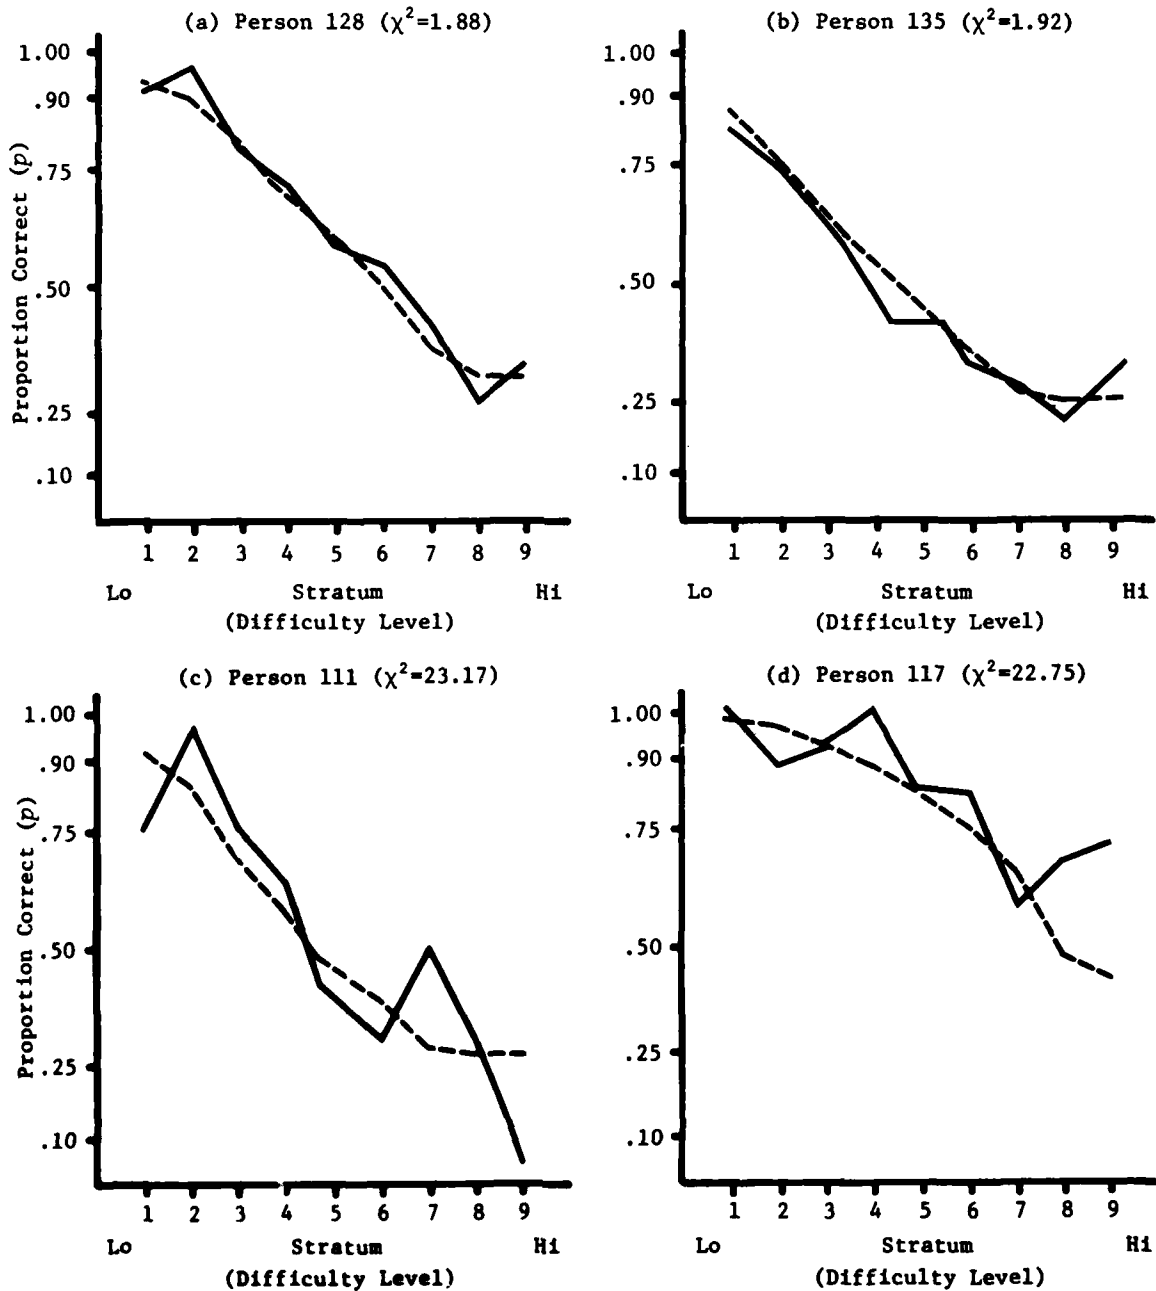 (a) Person 128 (χ²=1.88)
1.00
.90
.75
.50
.25
.10
Proportion Correct (p)
1 2 3 4 5 6 7 8 9
Lo Stratum Hi
(Difficulty Level)
(b) Person 135 (χ²=1.92)
1.00
.90
.75
.50
.25
.10
1 2 3 4 5 6 7 8 9
Lo Stratum Hi
(Difficulty Level)
(c) Person 111 (χ²=23.17)
1.00
.90
.75
.50
.25
.10
Proportion Correct (p)
1 2 3 4 5 6 7 8 9
Lo Stratum Hi
(Difficulty Level)
(d) Person 117 (χ²=22.75)
1.00
.90
.75
.50
.25
.10
1 2 3 4 5 6 7 8 9
Lo Stratum Hi
(Difficulty Level)